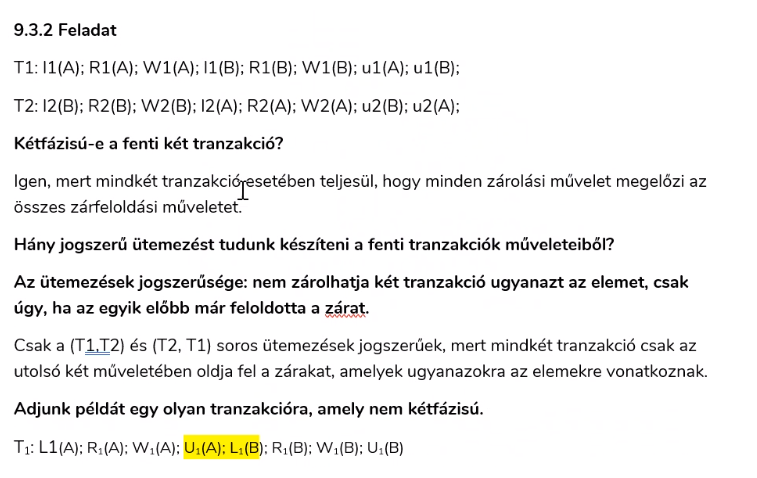 9.3.2 Feladat
T1: l1(A); R1(A); W1(A); l1(B); R1(B); W1(B); u1(A); u1(B);
T2: l2(B); R2(B); W2(B); l2(A); R2(A); W2(A); u2(B); u2(A);
Kétfázisú-e a fenti két tranzakció?
Igen, mert mindkét tranzakció esetében teljesül, hogy minden zárolási művelet megelőzi az
összes zárfeloldási műveletet.
Hány jogszerű ütemezést tudunk készíteni a fenti tranzakciók műveleteiből?
Az ütemezések jogszerűsége: nem zárolhatja két tranzakció ugyanazt az elemet, csak
úgy, ha az egyik előbb már feloldotta a zárat.
Csak a (T1,T2) és (T2, T1) soros ütemezések jogszerűek, mert mindkét tranzakció csak az
utolsó két műveletében oldja fel a zárakat, amelyek ugyanazokra az elemekre vonatkoznak.
Adjunk példát egy olyan tranzakcióra, amely nem kétfázisú.
T₁: L1(A); R₁(A); W₁(A); U₁(A); L₁(B); R₁(B); W₁(B); U₁(B)